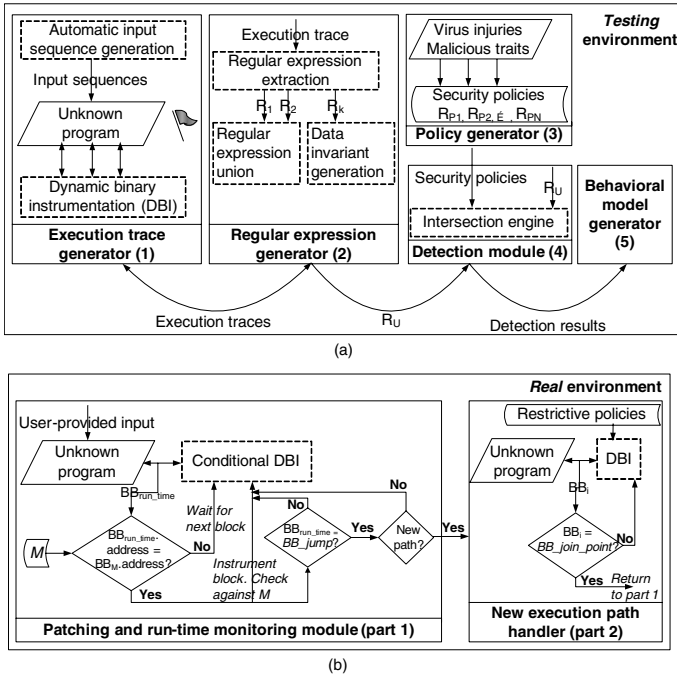 Testing
environment
Automatic input
sequence generation
Input sequences
Unknown
program
Dynamic binary
instrumentation (DBI)
Execution trace
generator (1)
Execution trace
Regular expression
extraction
R1 R2 Rk
Regular
expression
union
Data
invariant
generation
Regular expression
generator (2)
Virus injuries
Malicious traits
Security policies
RP1, RP2, É , RPN
Policy generator (3)
Security policies
RU
Intersection engine
Detection module (4)
Behavioral
model
generator
(5)
Execution traces
RU
Detection results
(a)
Real environment
User-provided input
Unknown
program
Conditional DBI
BBrun_time
M
BBrun_time.
address =
BBM.address?
No
Yes
Wait for
next block
Instrument
block. Check
against M
No
BBrun_time =
BB_jump?
Yes
No
New
path?
Yes
Patching and run-time monitoring module (part 1)
Restrictive policies
Unknown
program
DBI
BBi
BBi =
BB_join_point?
No
Yes
Return
to part 1
New execution path
handler (part 2)
(b)